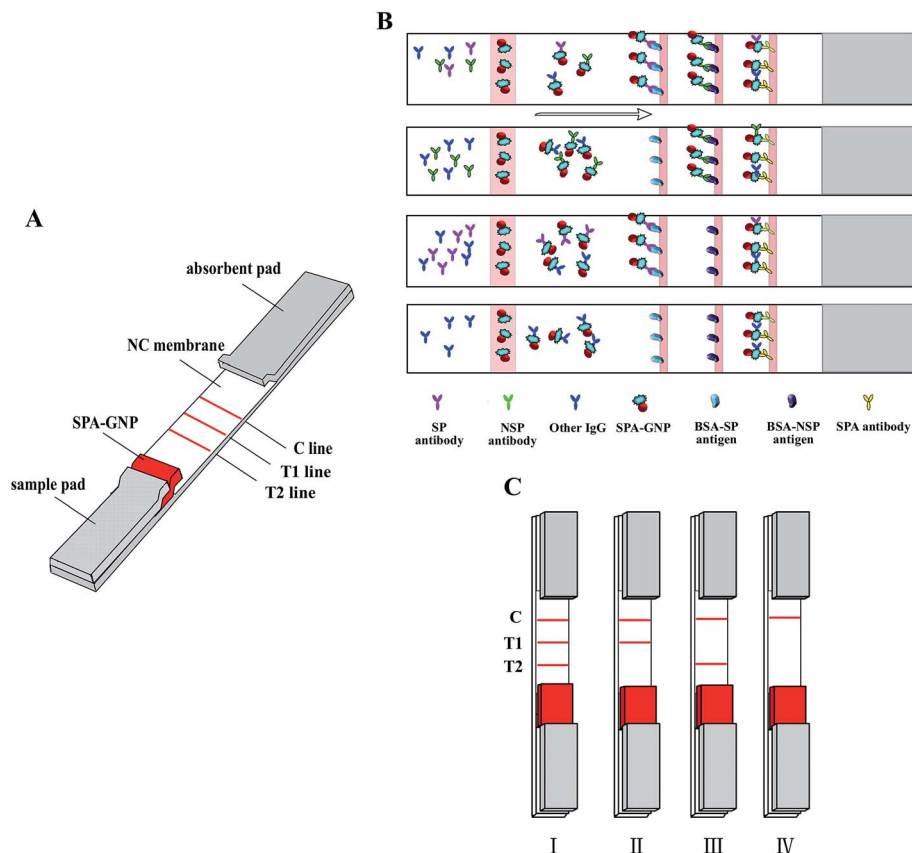 A
absorbent pad
NC membrane
SPA-GNP
sample pad
C line
T1 line
T2 line
B
SP
antibody
NSP
antibody
Other IgG
SPA-GNP
BSA-SP
antigen
BSA-NSP
antigen
SPA antibody
C
C
T1
T2
I
II
III
IV